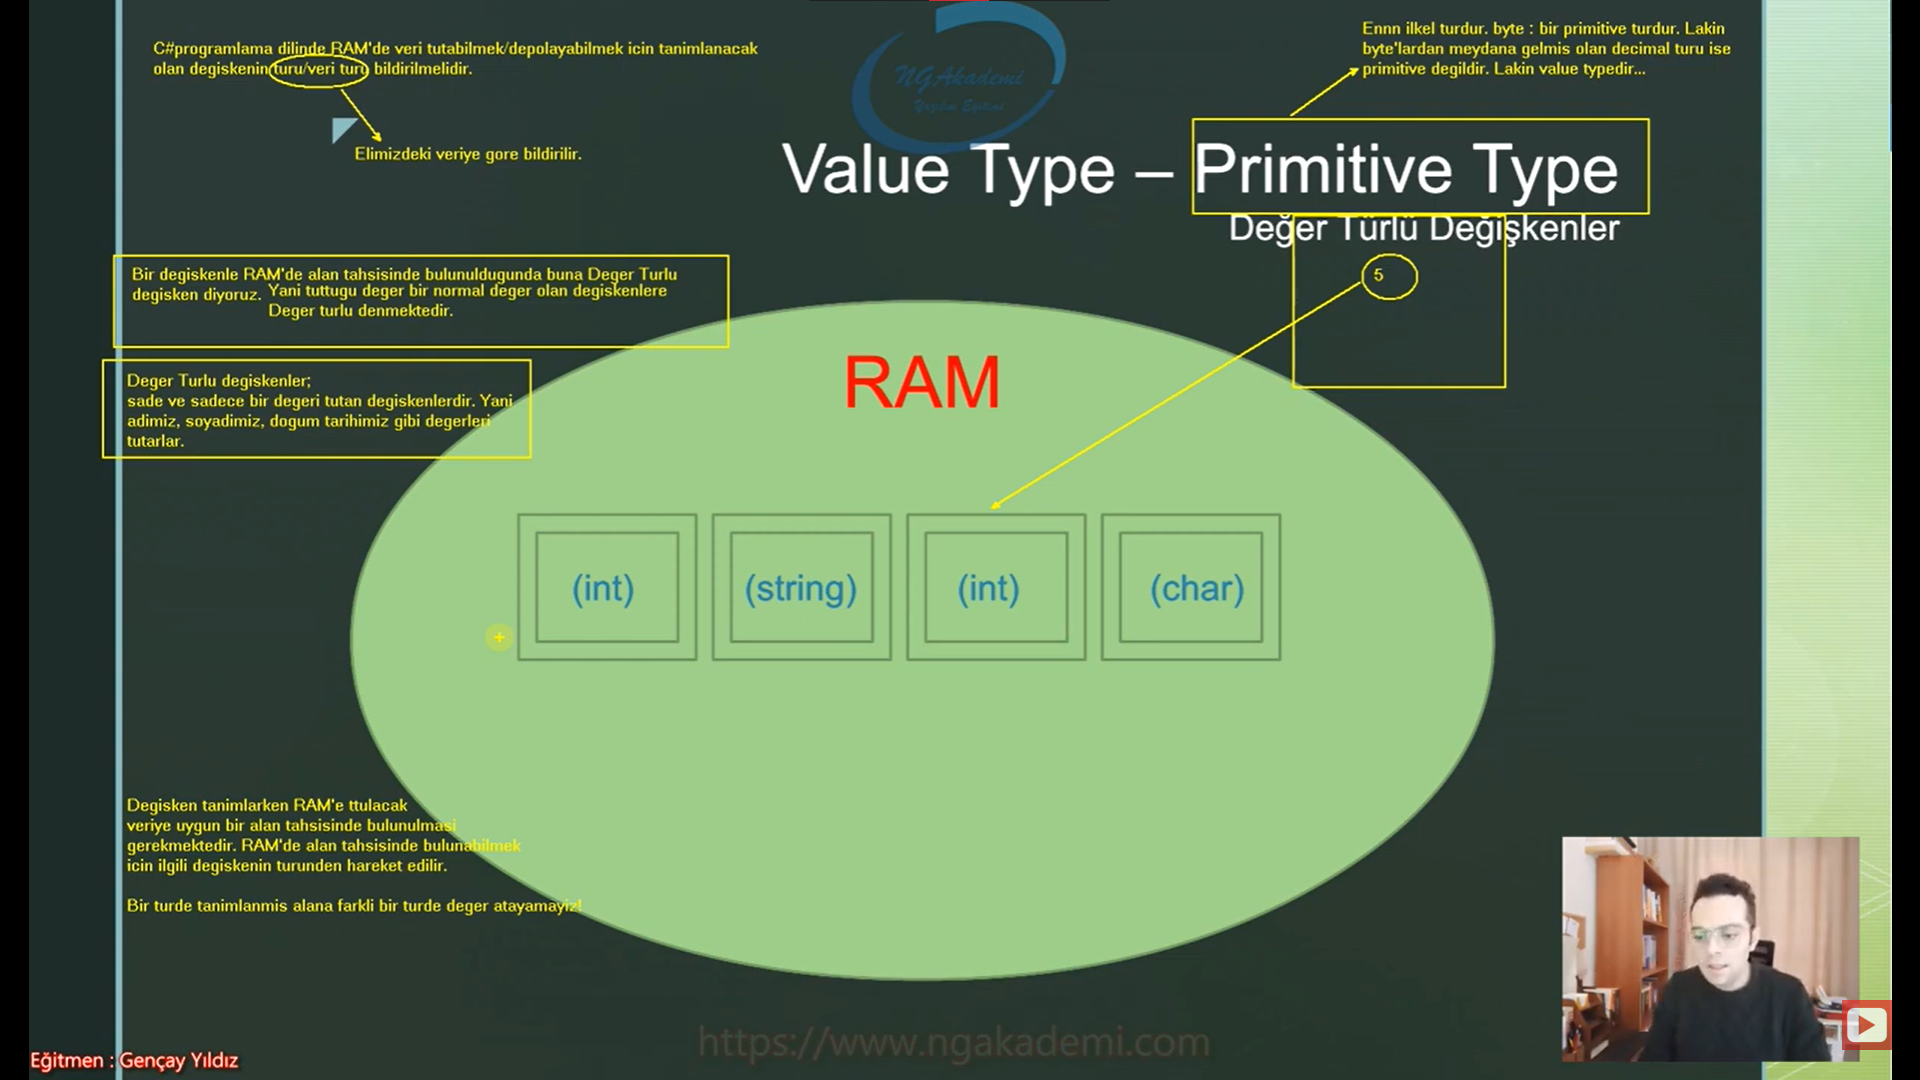 C#programlama dilinde RAM'de veri tutabilmek/depolayabilmek icin tanimlanacak
olan degiskenin turu/veri turu bildirilmelidir.
Elimizdeki veriye gore bildirilir.
NGAkademi
Yazılım Eğitimi
Ennn ilkel turdur. byte : bir primitive turdur. Lakin
byte'lardan meydana gelmis olan decimal turu ise
primitive degildir. Lakin value typedir...
Value Type – Primitive Type
Değer Türlü Değişkenler
5
Bir degiskenle RAM'de alan tahsisinde bulunuldugunda buna Deger Turlu
degisken diyoruz. Yani tuttugu deger bir normal deger olan degiskenlere
Deger turlu denmektedir.
Deger Turlu degiskenler;
sade ve sadece bir degeri tutan degiskenlerdir. Yani
adimiz, soyadimiz, dogum tarihimiz gibi degerleri
tutarlar.
RAM
(int) (string) (int) (char)
Degisken tanimlarken RAM'e ttulacak
veriye uygun bir alan tahsisinde bulunulmasi
gerekmektedir. RAM'de alan tahsisinde bulunabilmek
icin ilgili degiskenin turunden hareket edilir.
Bir turde tanimlanmis alana farkli bir turde deger atayamayiz!
https://www.ngakademi.com
Eğitmen : Gençay Yıldız